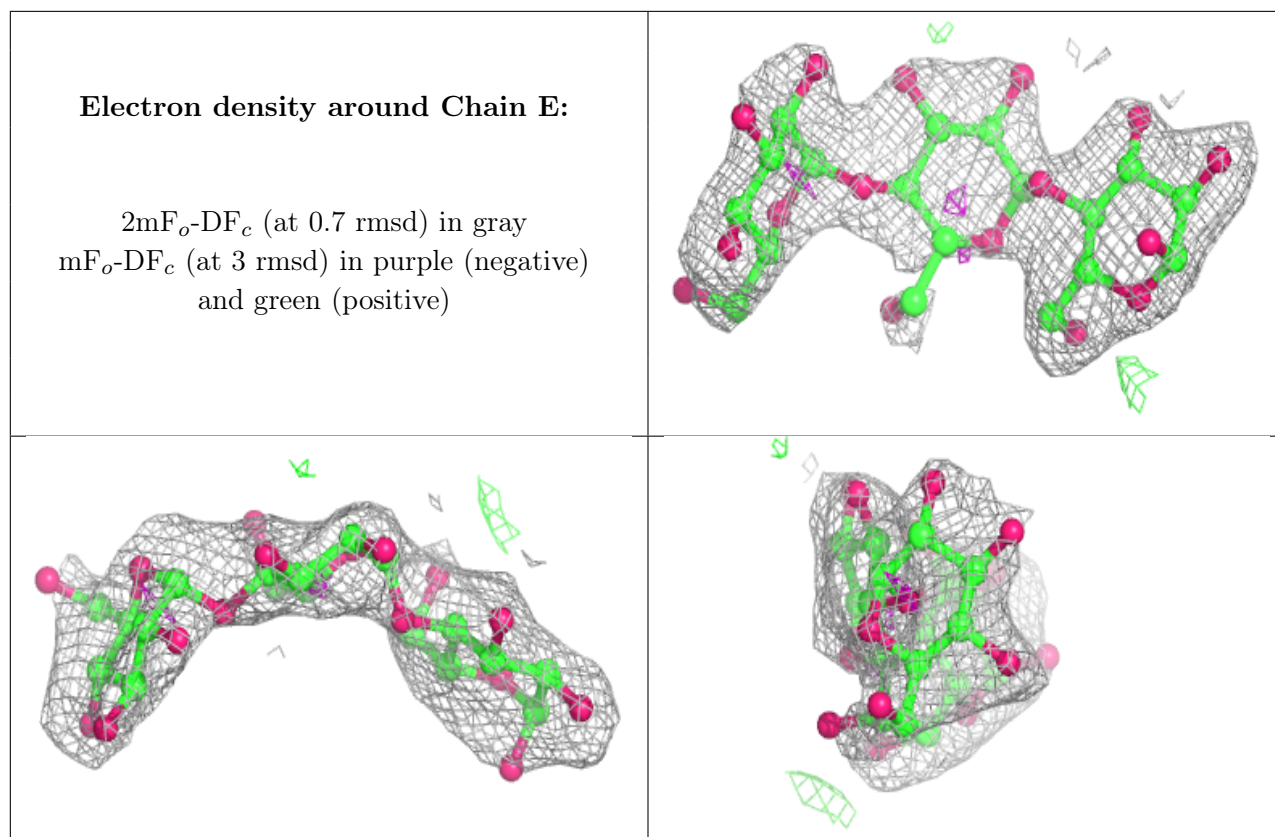 Electron density around Chain E:
2mFₒ-DF𝒸 (at 0.7 rmsd) in gray
mFₒ-DF𝒸 (at 3 rmsd) in purple (negative)
and green (positive)